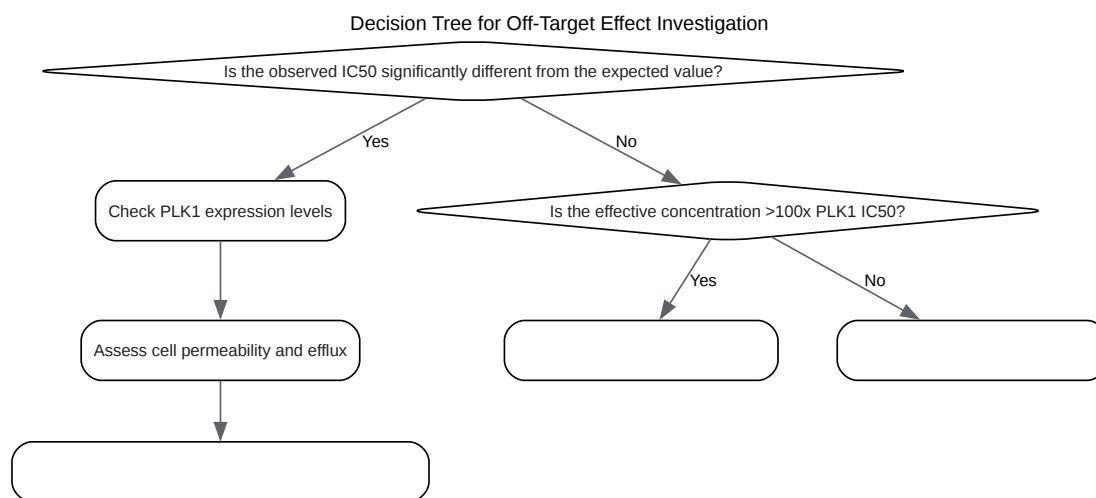 Decision Tree for Off-Target Effect Investigation
Is the observed IC50 significantly different from the expected value?
Yes
No
Check PLK1 expression levels
Is the effective concentration >100x PLK1 IC50?
Yes
No
Assess cell permeability and efflux